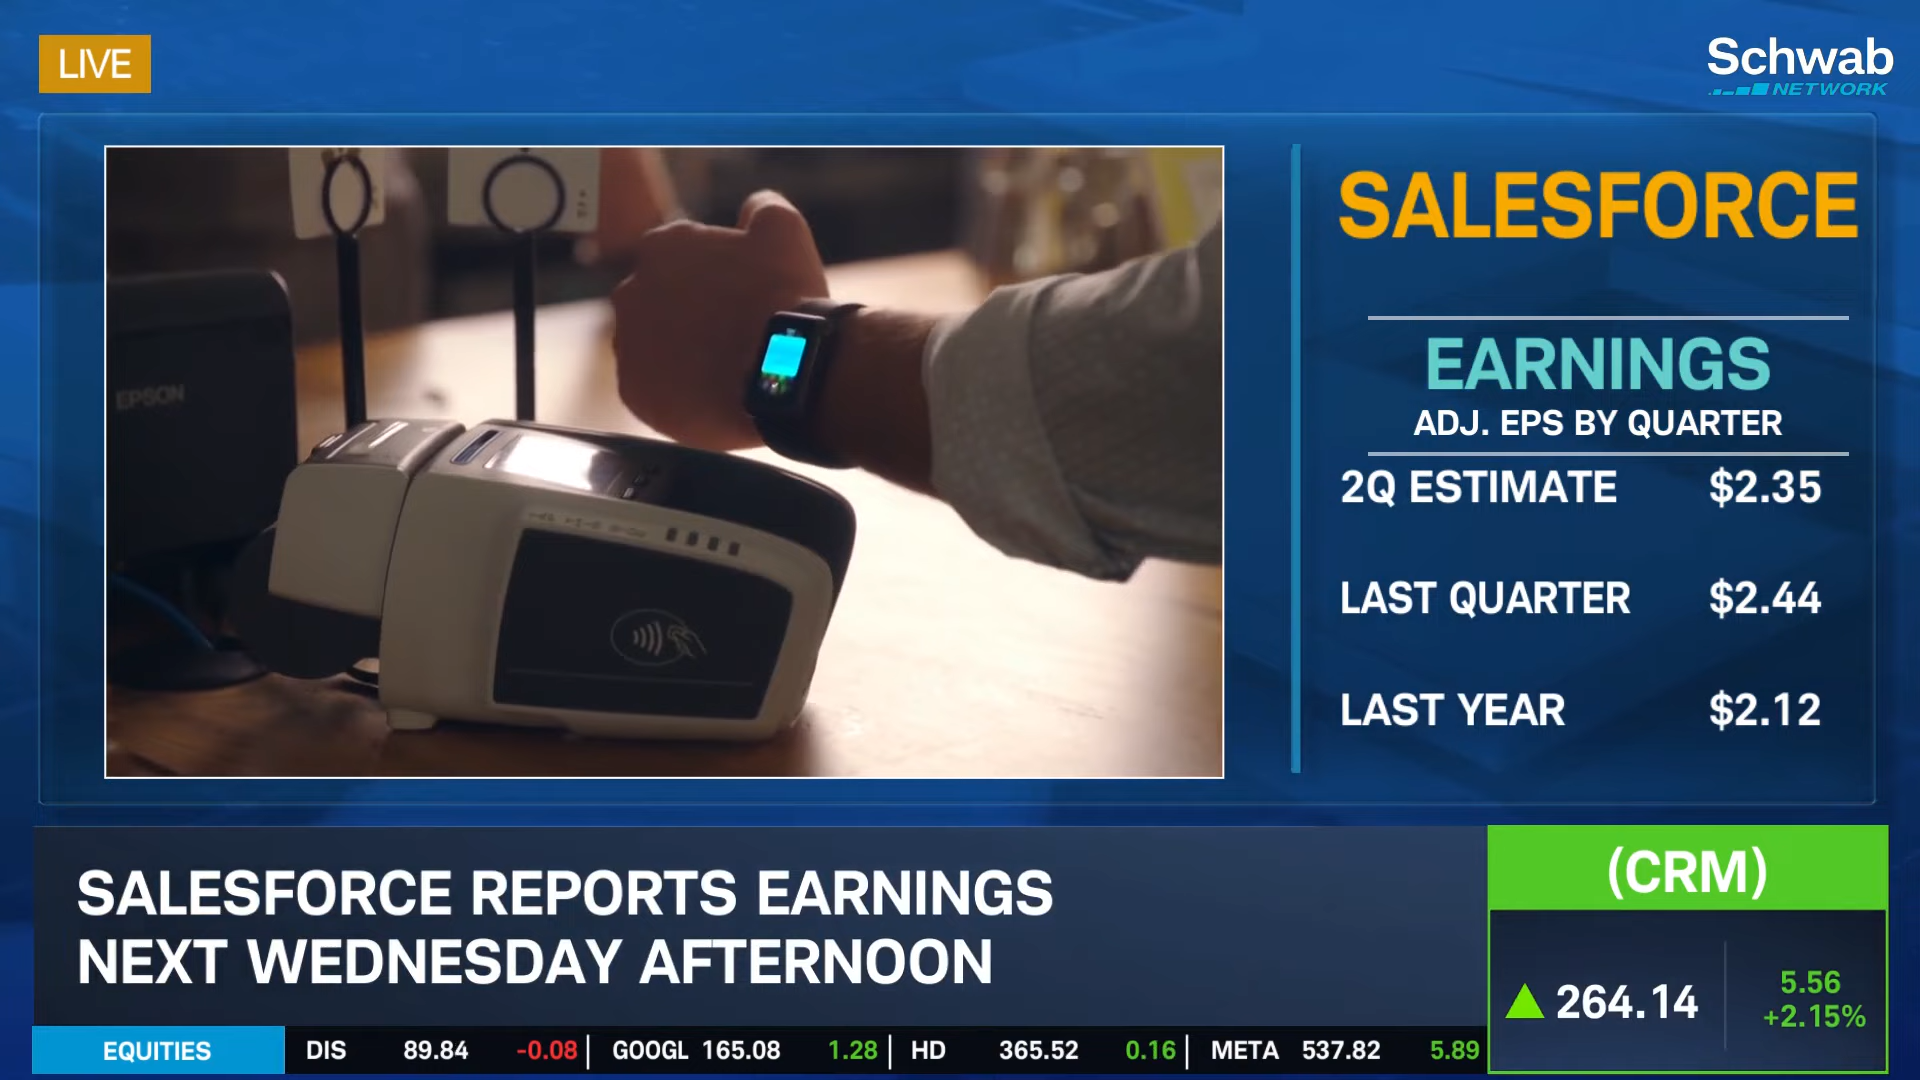 LIVE
Schwab
NETWORK
EPSON
SALESFORCE
EARNINGS
ADJ. EPS BY QUARTER
2Q ESTIMATE $2.35
LAST QUARTER $2.44
LAST YEAR $2.12
SALESFORCE REPORTS EARNINGS
NEXT WEDNESDAY AFTERNOON
(CRM)
264.14
5.56
+2.15%
EQUITIES DIS 89.84 -0.08 GOOGL 165.08 1.28 HD 365.52 0.16 META 537.82 5.89